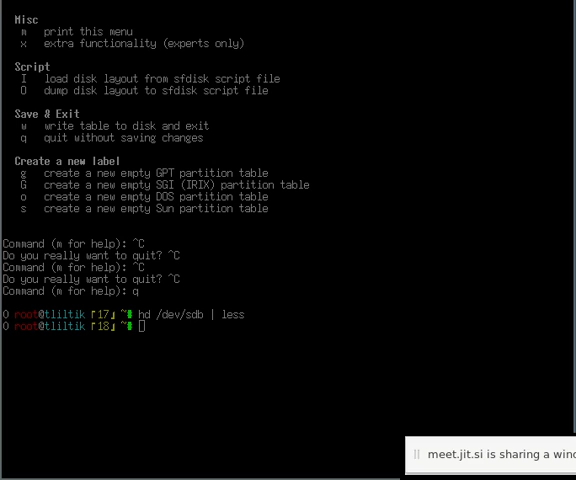 Misc
m   print this menu
x   extra functionality (experts only)
Script
I   load disk layout from sfdisk script file
O   dump disk layout to sfdisk script file
Save & Exit
w   write table to disk and exit
q   quit without saving changes
Create a new label
g   create a new empty GPT partition table
G   create a new empty SGI (IRIX) partition table
o   create a new empty DOS partition table
s   create a new empty Sun partition table
Command (m for help): ^C
Do you really want to quit? ^C
Command (m for help): ^C
Do you really want to quit? ^C
Command (m for help): q
0 root@tliltik ｢17｣ ~# hd /dev/sdb | less
0 root@tliltik ｢18｣ ~#
meet.jit.si is sharing a wind